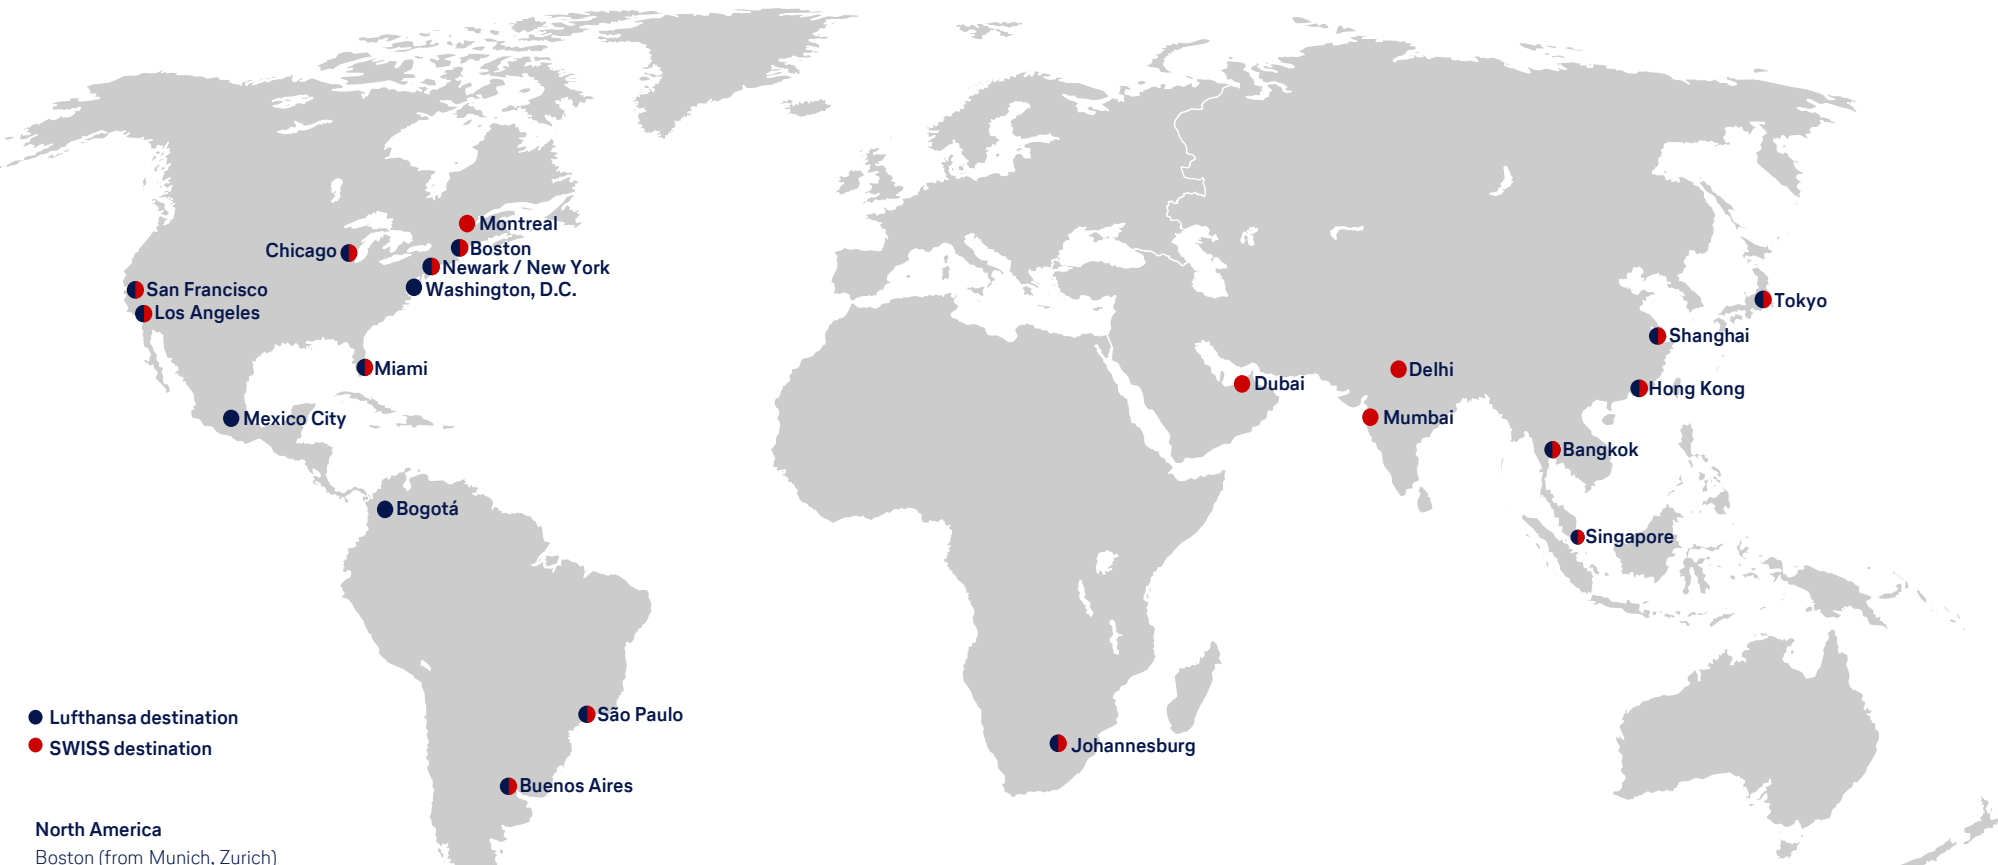 Montreal
Boston
Chicago
Newark / New York
Washington, D.C.
San Francisco
Los Angeles
Tokyo
Shanghai
Miami
Delhi
Dubai
Hong Kong
Mexico City
Mumbai
Bangkok
Bogotá
Singapore
São Paulo
Lufthansa destination
SWISS destination
Johannesburg
Buenos Aires
North America
Boston (from Munich, Zurich)